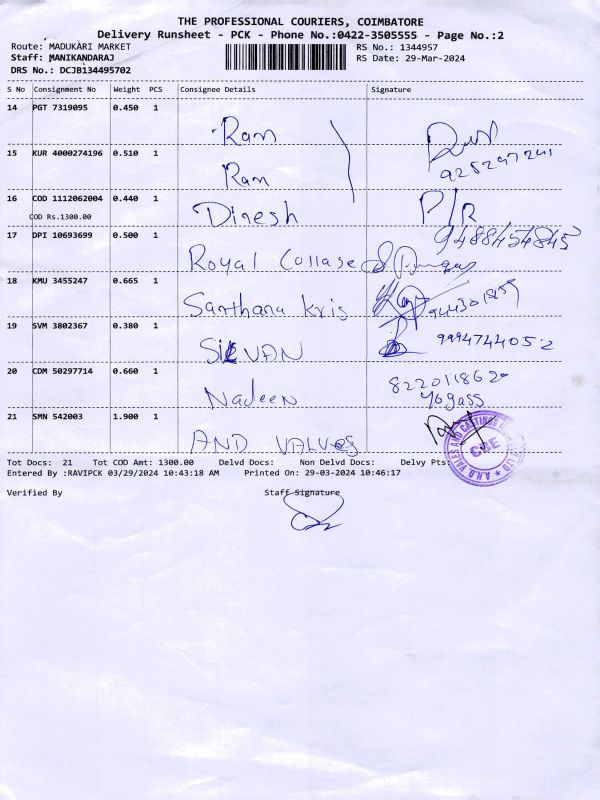 THE PROFESSIONAL COURIERS, COIMBATORE
Delivery Runsheet - PCK - Phone No.:0422-3505555 - Page No.:2
Route: MADUKARI MARKET RS No.: 1344957
Staff: MANIKANDARAJ RS Date: 29-Mar-2024
DRS No.: DCJB134495702
S No Consignment No Weight PCS Consignee Details Signature
14 PGT 7319095 0.450 1
Ram
15 KUR 4000274196 0.510 1
Ram
16 COD 1112062004 0.440 1
Dinesh P/R
COD Rs.1300.00
17 DPI 10693699 0.500 1
9488454845
Royal Collase
18 KMU 3455247 0.665 1
Santhana Kris
19 SVM 3802367 0.380 1
9994744052
SILVAN
20 CDM 50297714 0.660 1
Nadeen Yogass
21 SMN 542003 1.900 1
AND VALVES
CBE
Tot Docs: 21 Tot COD Amt: 1300.00 Delvd Docs: Non Delvd Docs: Delvy Pts:
Entered By :RAVIPCK 03/29/2024 10:43:18 AM Printed On: 29-03-2024 10:46:17
Verified By Staff Signature